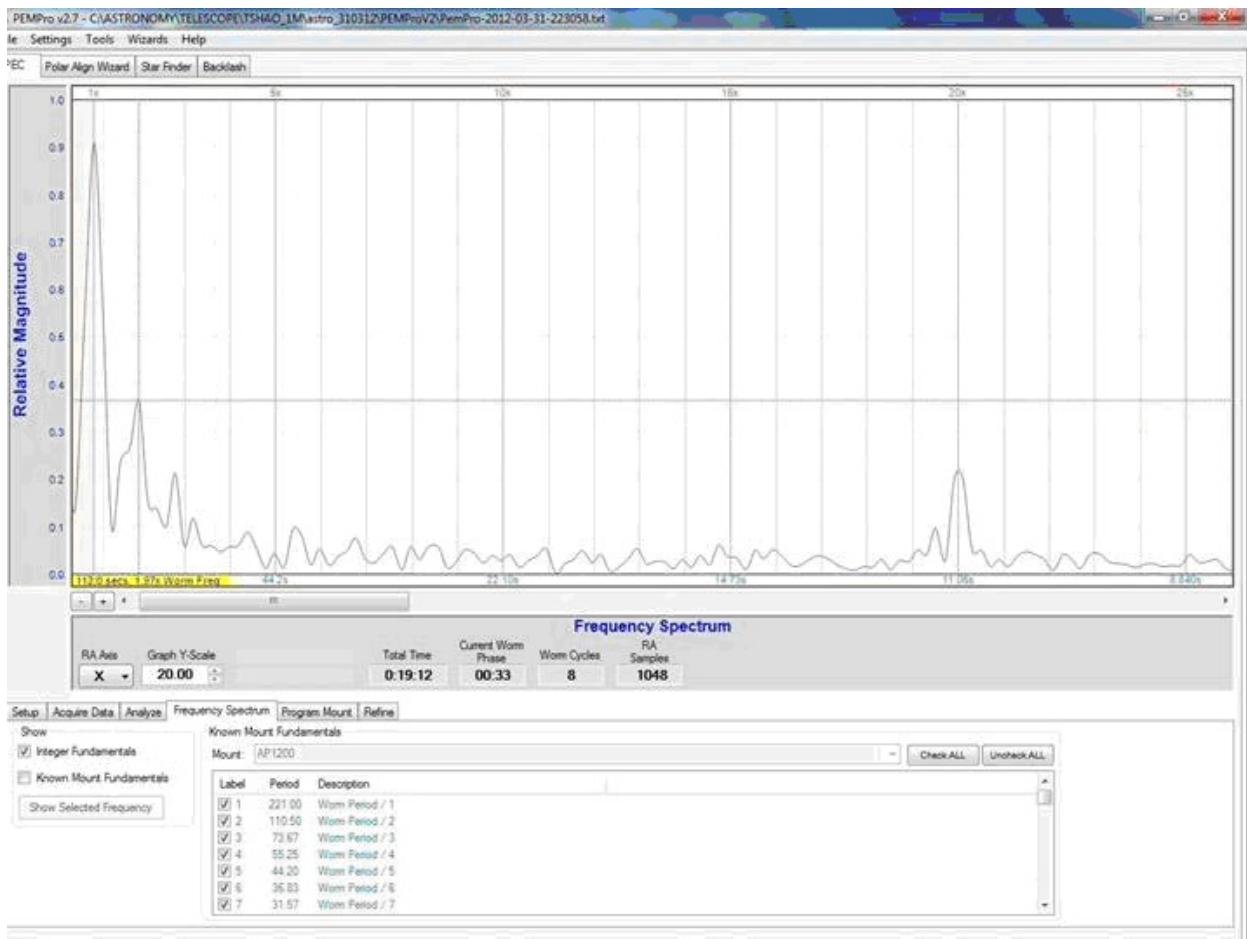 PEMPro v2.7 - C:\ASTRONOMY\TELESCOPE\TSHAO_1M\astro_310312\PEMProV2\PemPro-2012-03-31-223058.txt
le Settings Tools Wizards Help
PEC Polar Align Wizard Star Finder Backlash
1x 5x 10x 15x 20x 25x
1.0
0.9
0.8
0.7
0.6
0.5
0.4
0.3
0.2
0.1
0.0
Relative Magnitude
112.0 secs, 1.97x Worm Freq 44.2s 22.10s 14.73s 11.06s 8.840s
- +
Frequency Spectrum
RA Axis Graph Y-Scale Total Time Current Worm Phase Worm Cycles RA Samples
X 20.00 0:19:12 00:33 8 1048
Setup Acquire Data Analyze Frequency Spectrum Program Mount Refine
Show
Integer Fundamentals
Known Mount Fundamentals
Show Selected Frequency
Known Mount Fundamentals
Mount: AP1200 Check ALL Uncheck ALL
Label Period Description
1 221.00 Worm Period / 1
2 110.50 Worm Period / 2
3 73.67 Worm Period / 3
4 55.25 Worm Period / 4
5 44.20 Worm Period / 5
6 36.83 Worm Period / 6
7 31.57 Worm Period / 7